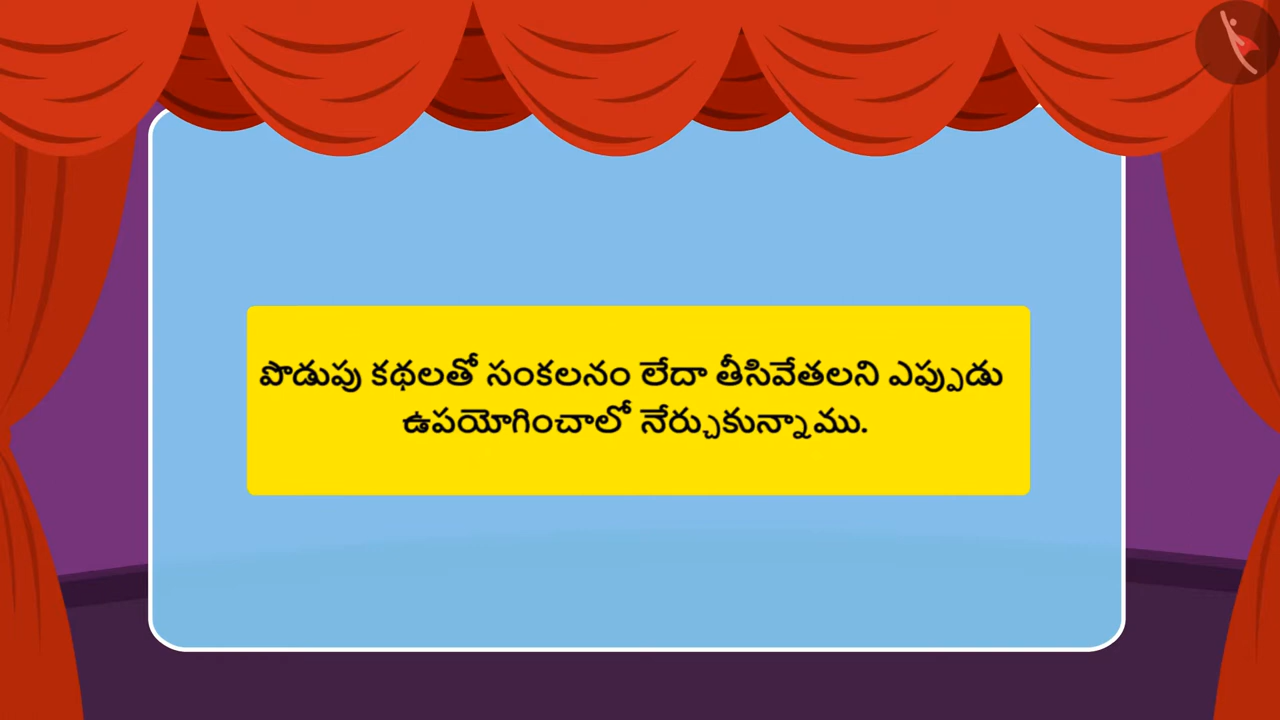 పొడుపు కథలతో సంకలనం లేదా తీసివేతలని ఎప్పుడు
ఉపయోగించాలో నేర్చుకున్నాము.